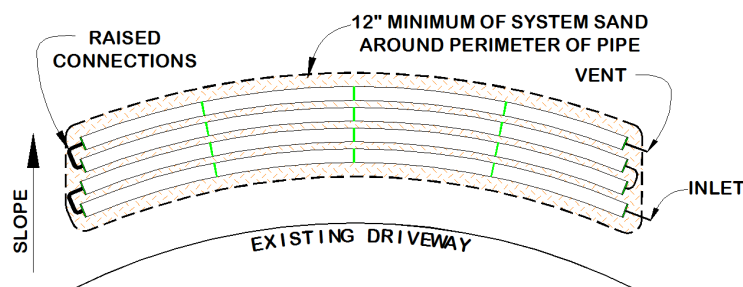 RAISED
CONNECTIONS
12" MINIMUM OF SYSTEM SAND
AROUND PERIMETER OF PIPE
VENT
INLET
SLOPE
EXISTING DRIVEWAY